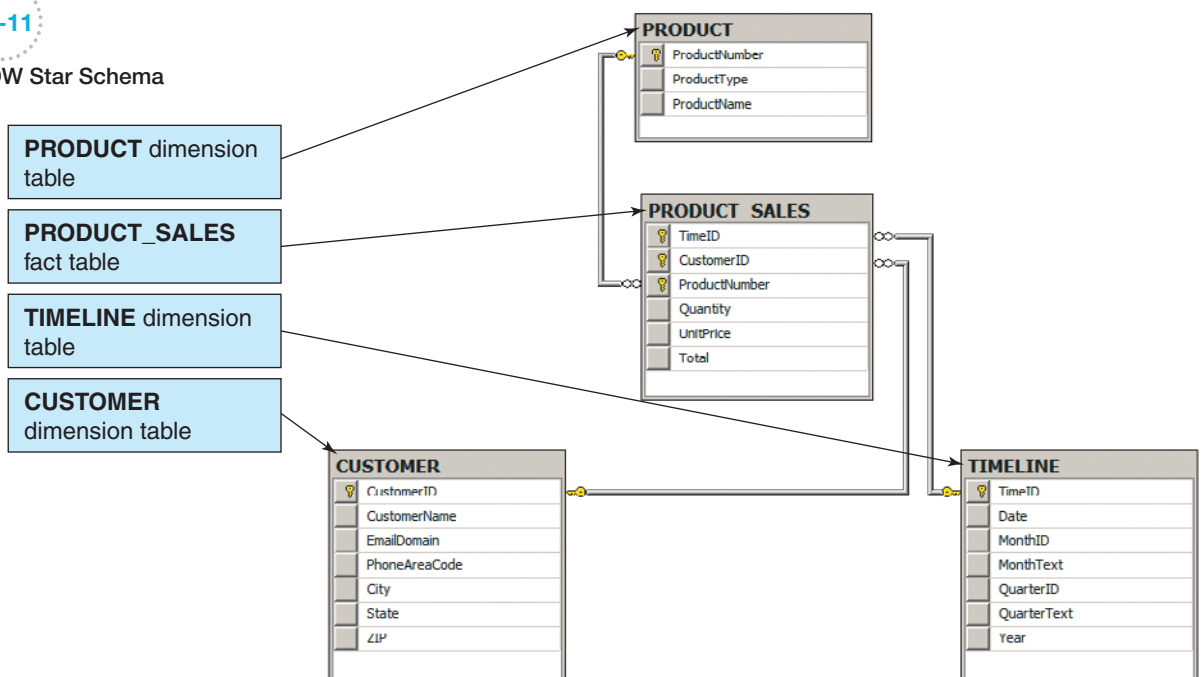 -11
W Star Schema
PRODUCT dimension
table
PRODUCT_SALES
fact table
TIMELINE dimension
table
CUSTOMER
dimension table
PRODUCT
ProductNumber
ProductType
ProductName
PRODUCT_SALES
TimeID
CustomerID
ProductNumber
Quantity
UnitPrice
Total
CUSTOMER
CustomerID
CustomerName
EmailDomain
PhoneAreaCode
City
State
ZIP
TIMELINE
TimeID
Date
MonthID
MonthText
QuarterID
QuarterText
Year